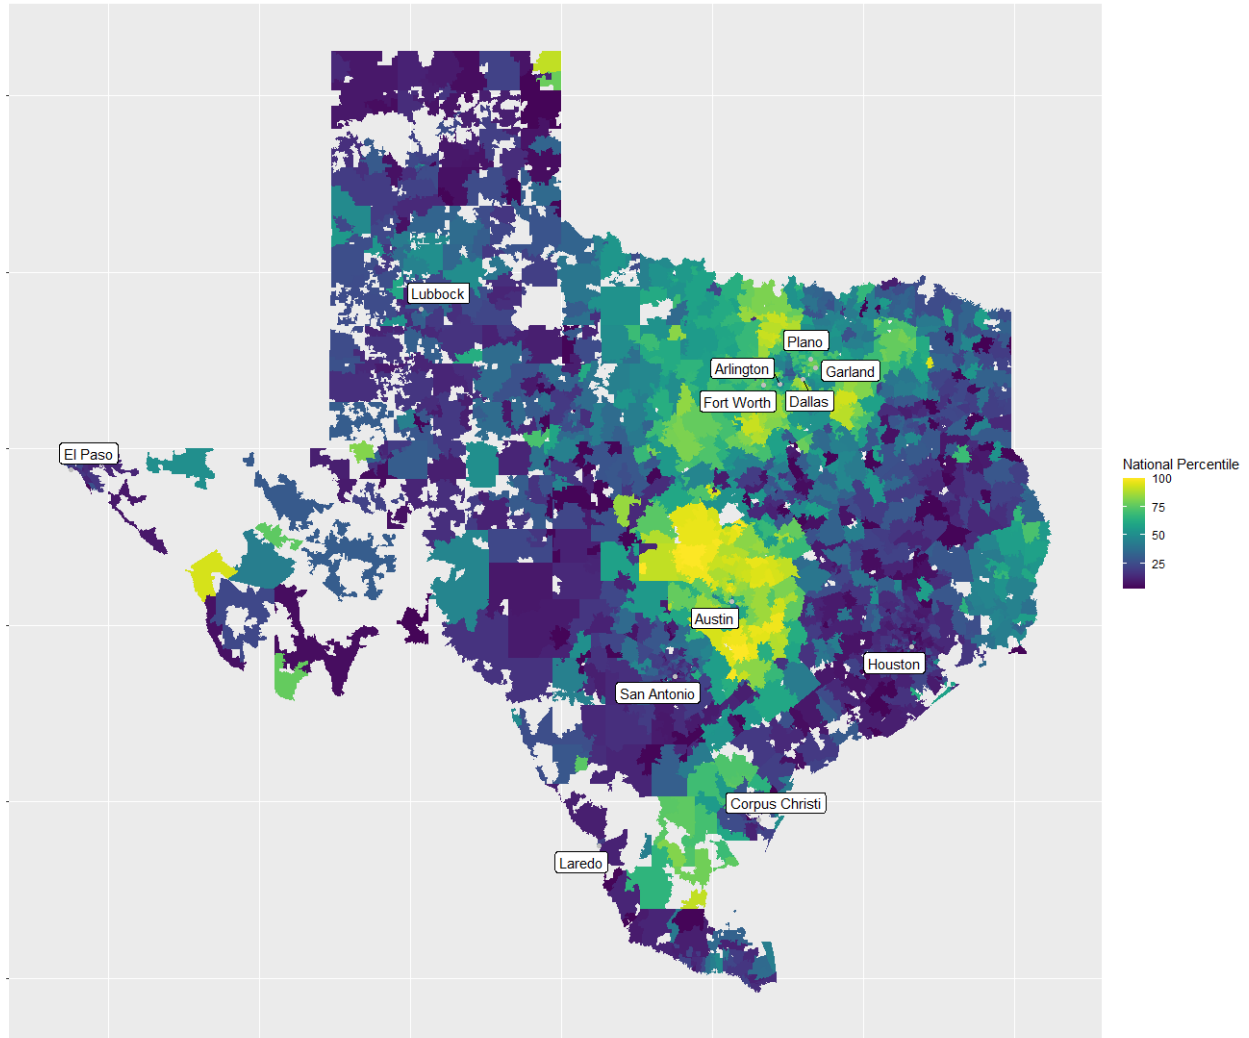 Lubbock
Plano
Arlington
Garland
Fort Worth
Dallas
El Paso
National Percentile
100
75
50
25
Austin
Houston
San Antonio
Corpus Christi
Laredo